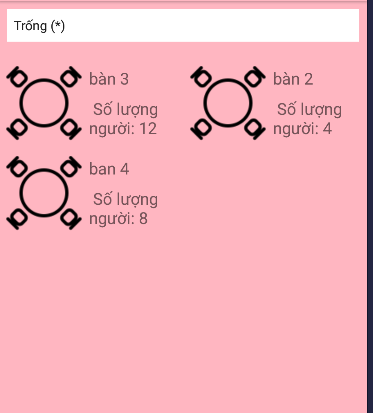 Trống (*)
bàn 3
Số lượng
người: 12
bàn 2
Số lượng
người: 4
ban 4
Số lượng
người: 8